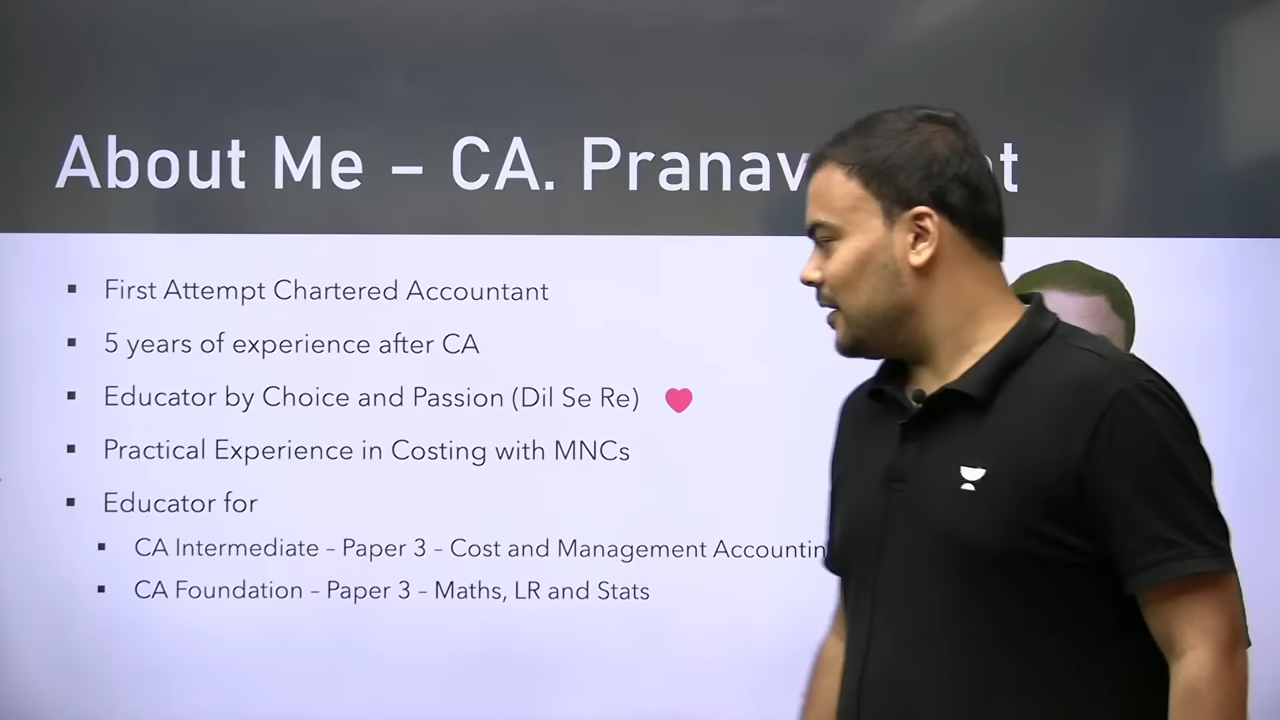 About Me – CA. Pranav
First Attempt Chartered Accountant
5 years of experience after CA
Educator by Choice and Passion (Dil Se Re)
Practical Experience in Costing with MNCs
Educator for
CA Intermediate – Paper 3 – Cost and Management Accountin
CA Foundation – Paper 3 – Maths, LR and Stats